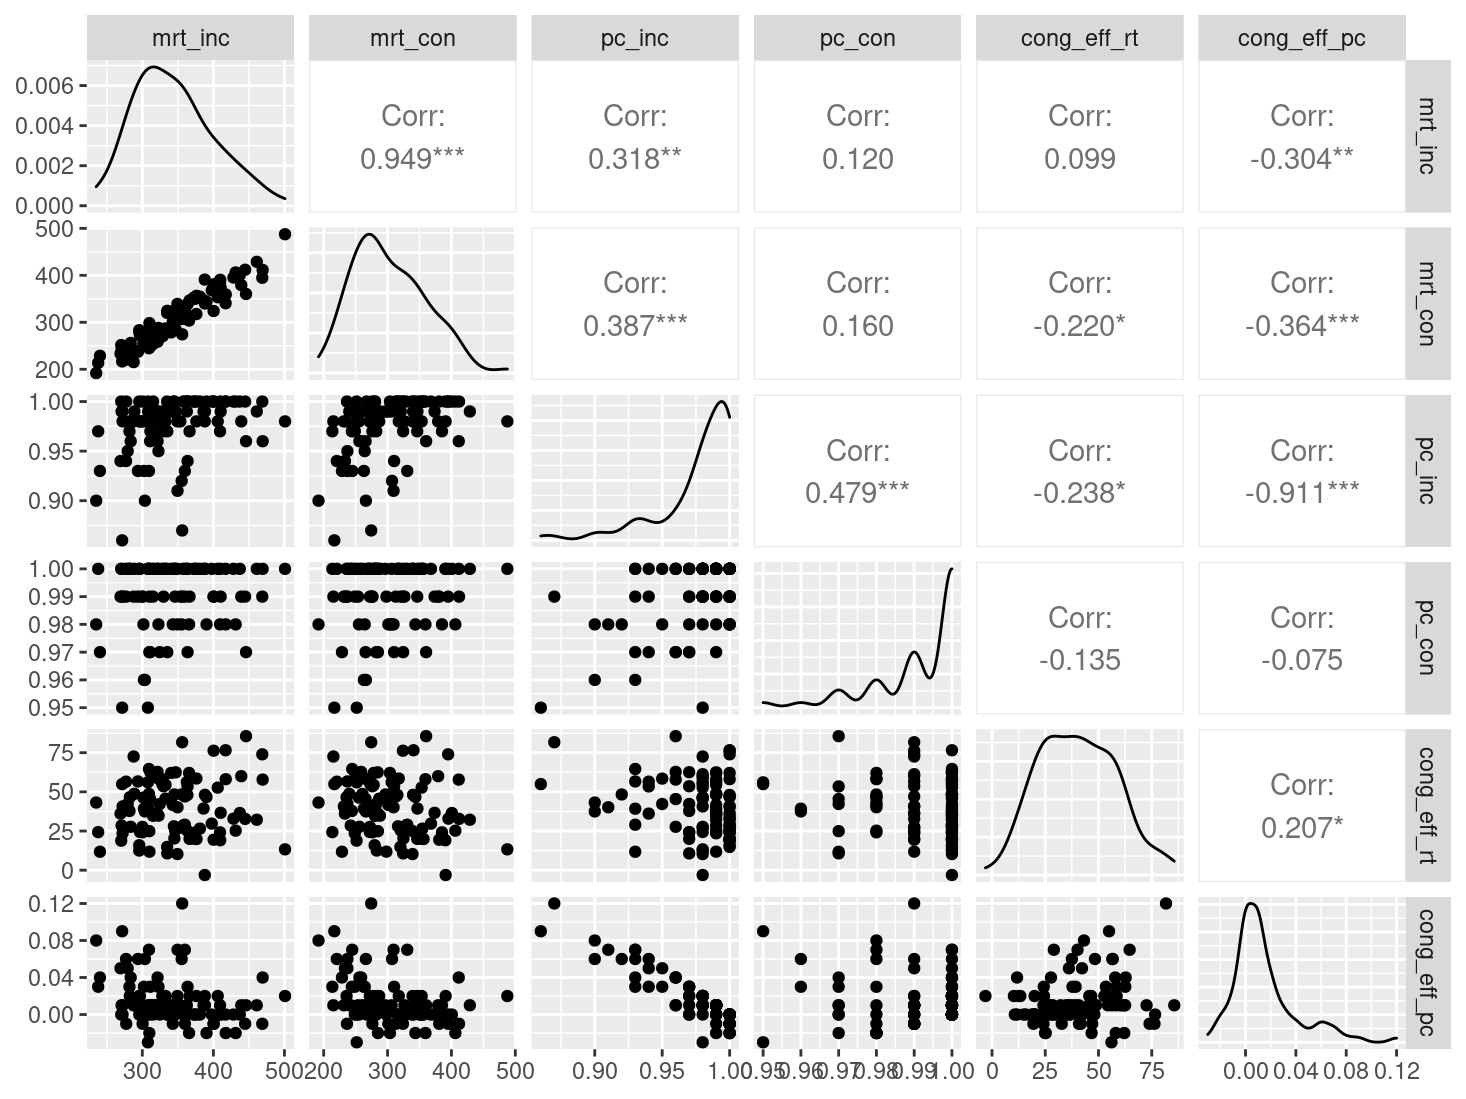 mrt_inc mrt_con pc_inc pc_con cong_eff_rt cong_eff_pc
0.006
0.004
0.002
0.000
Corr:
0.949***
Corr:
0.318**
Corr:
0.120
Corr:
0.099
Corr:
-0.304**
mrt_inc
500
400
300
200
Corr:
0.387***
Corr:
0.160
Corr:
-0.220*
Corr:
-0.364***
mrt_con
1.00
0.95
0.90
Corr:
0.479***
Corr:
-0.238*
Corr:
-0.911***
pc_inc
1.00
0.99
0.98
0.97
0.96
0.95
Corr:
-0.135
Corr:
-0.075
pc_con
75
50
25
0
Corr:
0.207*
cong_eff_rt
0.12
0.08
0.04
0.00
cong_eff_pc
300 400 500
200 300 400 500
0.90 0.95 1.00
0.95 0.96 0.97 0.98 0.99 1.00
0 25 50 75
0.00 0.04 0.08 0.12